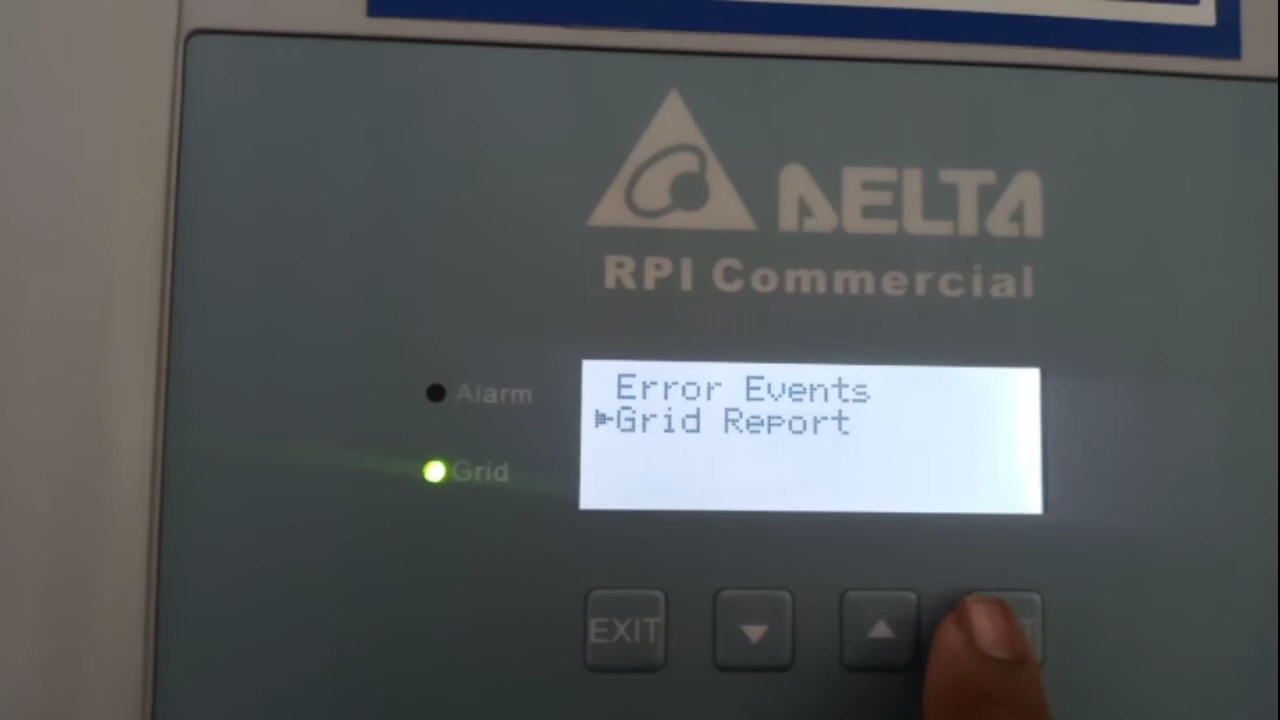 DELTA
RPI Commercial
Alarm
Error Events
Grid Report
Grid
EXIT